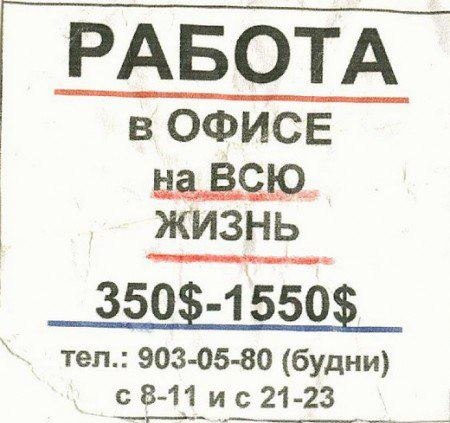 РАБОТА
в ОФИСЕ
на ВСЮ
ЖИЗНЬ
350$-1550$
тел.: 903-05-80 (будни)
с 8-11 и с 21-23